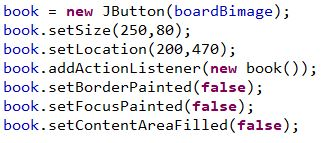 book = new JButton(boardBimage);
book.setSize(250,80);
book.setLocation(200,470);
book.addActionListener(new book());
book.setBorderPainted(false);
book.setFocusPainted(false);
book.setContentAreaFilled(false);